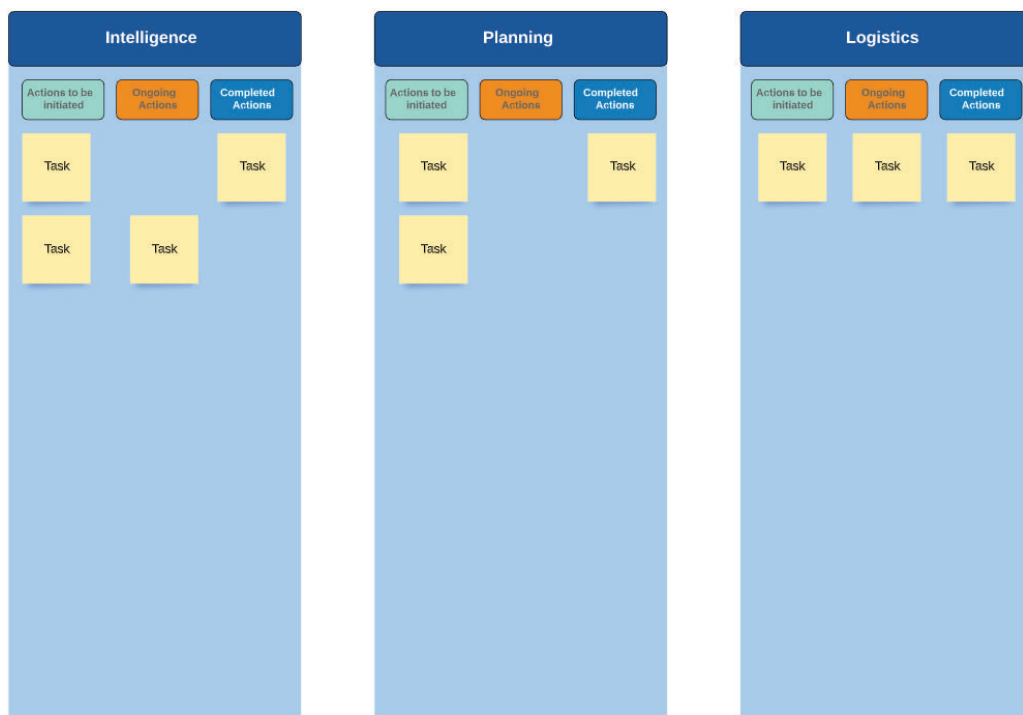 Intelligence
Actions to be
initiated
Ongoing
Actions
Completed
Actions
Task
Task
Task
Task
Planning
Actions to be
initiated
Ongoing
Actions
Completed
Actions
Task
Task
Task
Logistics
Actions to be
initiated
Ongoing
Actions
Completed
Actions
Task
Task
Task